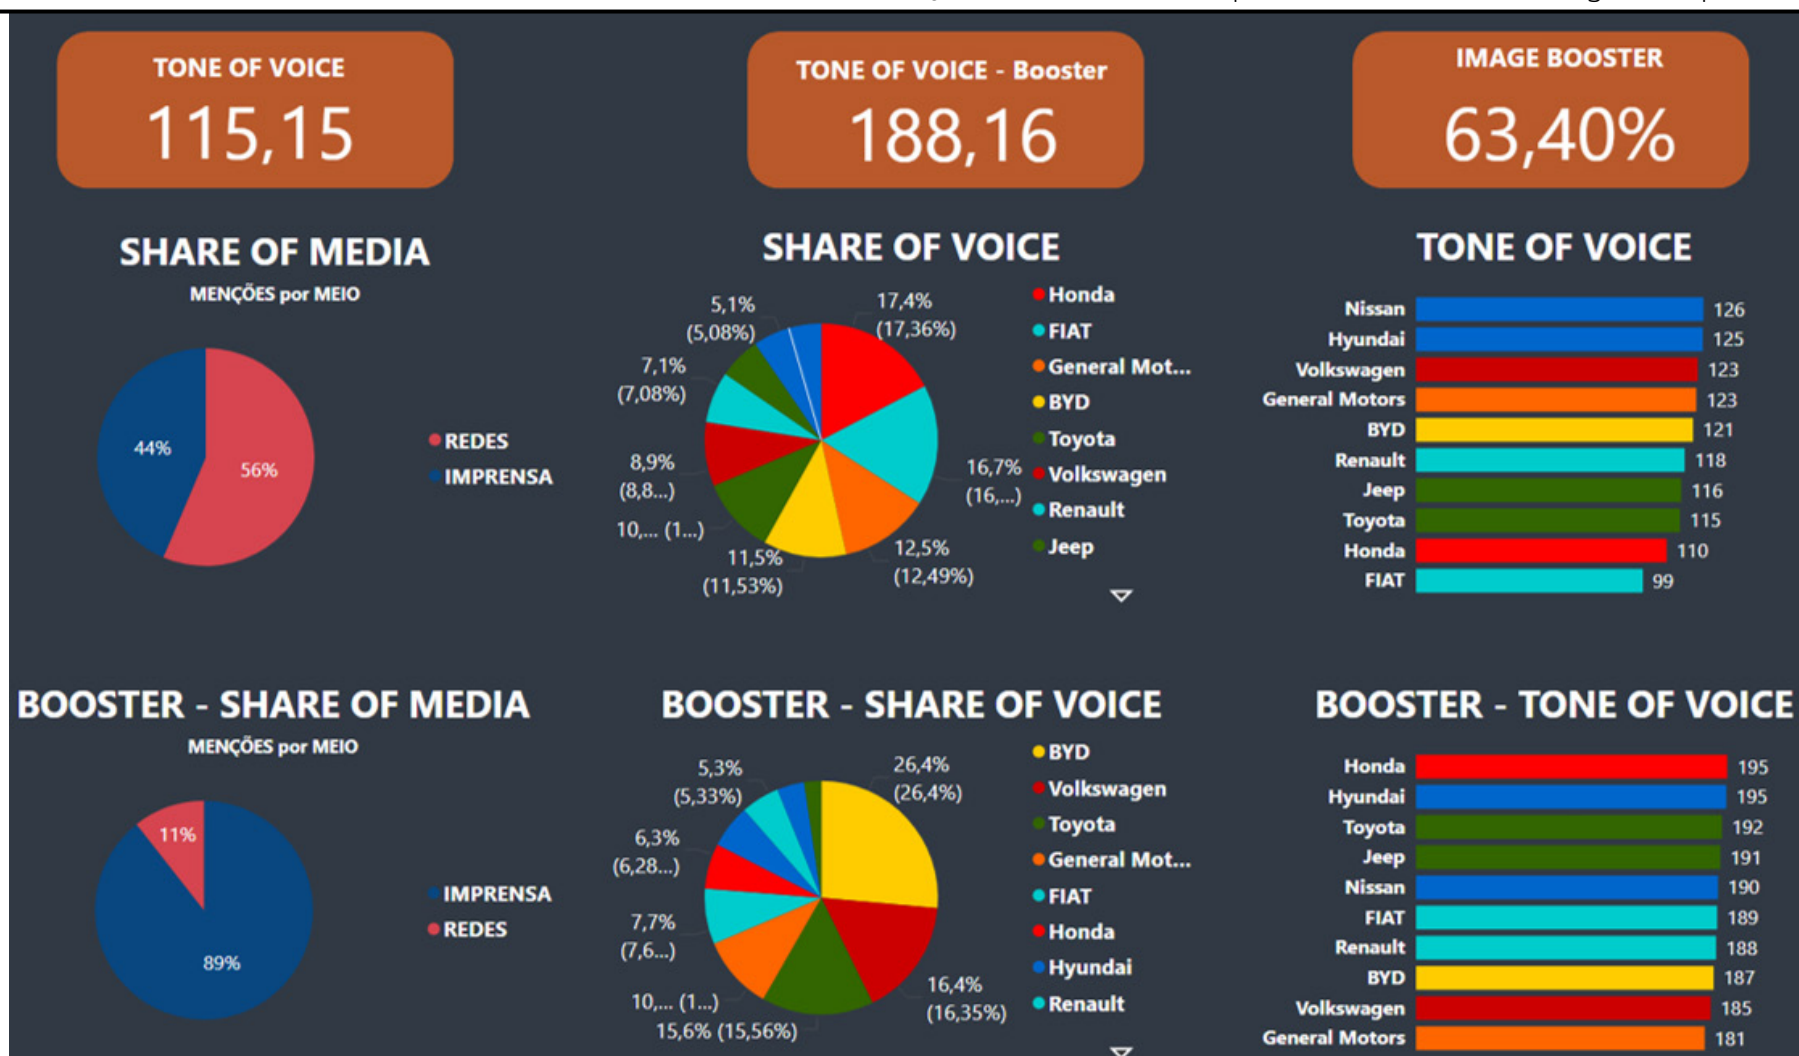 TONE OF VOICE
115,15
TONE OF VOICE - Booster
188,16
IMAGE BOOSTER
63,40%
SHARE OF MEDIA
MENÇÕES por MEIO
44%
56%
REDES
IMPRENSA
SHARE OF VOICE
5,1%
(5,08%)
17,4%
(17,36%)
7,1%
(7,08%)
8,9%
(8,8...)
10,... (1...)
11,5%
(11,53%)
12,5%
(12,49%)
16,7%
(16,...)
Honda
FIAT
General Mot...
BYD
Toyota
Volkswagen
Renault
Jeep
TONE OF VOICE
Nissan 126
Hyundai 125
Volkswagen 123
General Motors 123
BYD 121
Renault 118
Jeep 116
Toyota 115
Honda 110
FIAT 99
BOOSTER - SHARE OF MEDIA
MENÇÕES por MEIO
11%
89%
IMPRENSA
REDES
BOOSTER - SHARE OF VOICE
5,3%
(5,33%)
26,4%
(26,4%)
6,3%
(6,28...)
7,7%
(7,6...)
10,... (1...)
15,6% (15,56%)
16,4%
(16,35%)
BYD
Volkswagen
Toyota
General Mot...
FIAT
Honda
Hyundai
Renault
BOOSTER - TONE OF VOICE
Honda 195
Hyundai 195
Toyota 192
Jeep 191
Nissan 190
FIAT 189
Renault 188
BYD 187
Volkswagen 185
General Motors 181